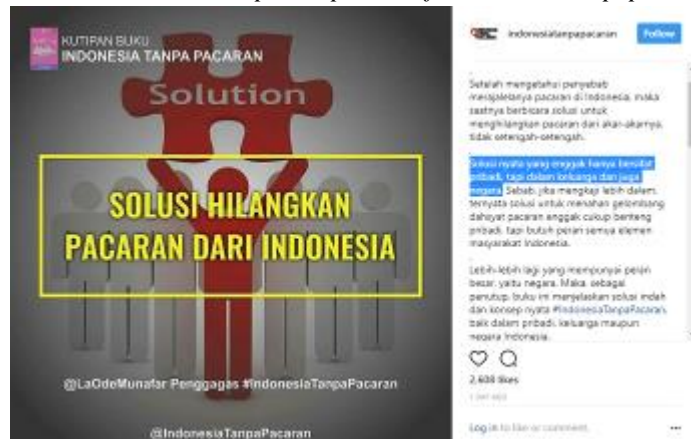 KUTIPAN BUKU
INDONESIA TANPA PACARAN
Solution
SOLUSI HILANGKAN
PACARAN DARI INDONESIA
@LaOdeMunafar Penggagas #IndonesiaTanpaPacaran
@IndonesiaTanpaPacaran
indonesiatanpapacaran
Follow
Setelah mengetahui penyebab
merajalelanya pacaran di Indonesia, maka
saatnya berbicara solusi untuk
menghilangkan pacaran dari akar-akarnya,
tidak setengah-setengah.
Solusi nyata yang enggak hanya bersifat
pribadi, tapi dalam keluarga dan juga
negara. Sebab, jika mengkaji lebih dalam,
ternyata solusi untuk menahan gelombang
dahsyat pacaran enggak cukup benteng
pribadi, tapi butuh peran semua elemen
masyarakat Indonesia.
Lebih-lebih lagi yang mempunyai peran
besar, yaitu negara. Maka, sebagai
penutup, buku ini menjelaskan solusi indah
dan konsep nyata #IndonesiaTanpaPacaran,
baik dalam pribadi, keluarga maupun
negara Indonesia.
2,608 likes
1 DAY AGO
Log in to like or comment.